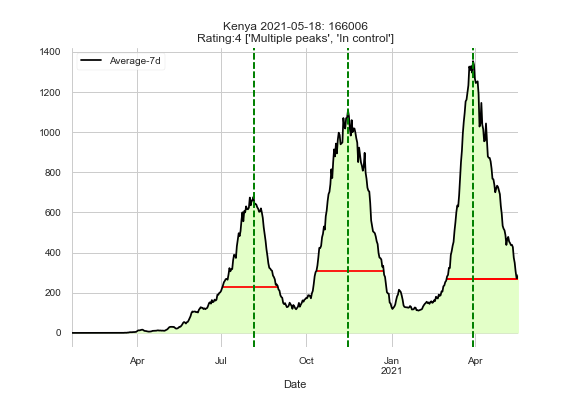 Kenya 2021-05-18: 166006
Rating:4 ['Multiple peaks', 'In control']
Average-7d
1400
1200
1000
800
600
400
200
0
Apr
Jul
Oct
Jan
2021
Apr
Date